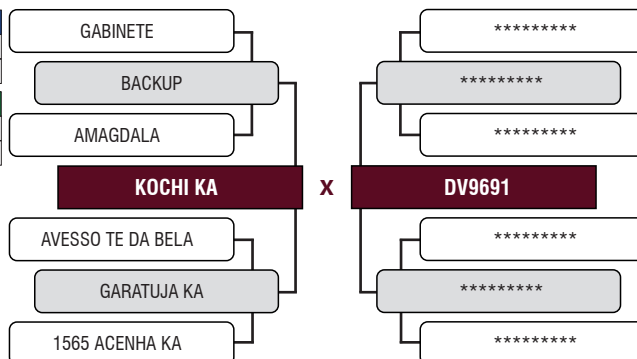 GABINETE
BACKUP
AMAGDALA
KOCHI KA
AVESSO TE DA BELA
GARATUJA KA
1565 ACENHA KA
X
*********
*********
*********
DV9691
*********
*********
*********